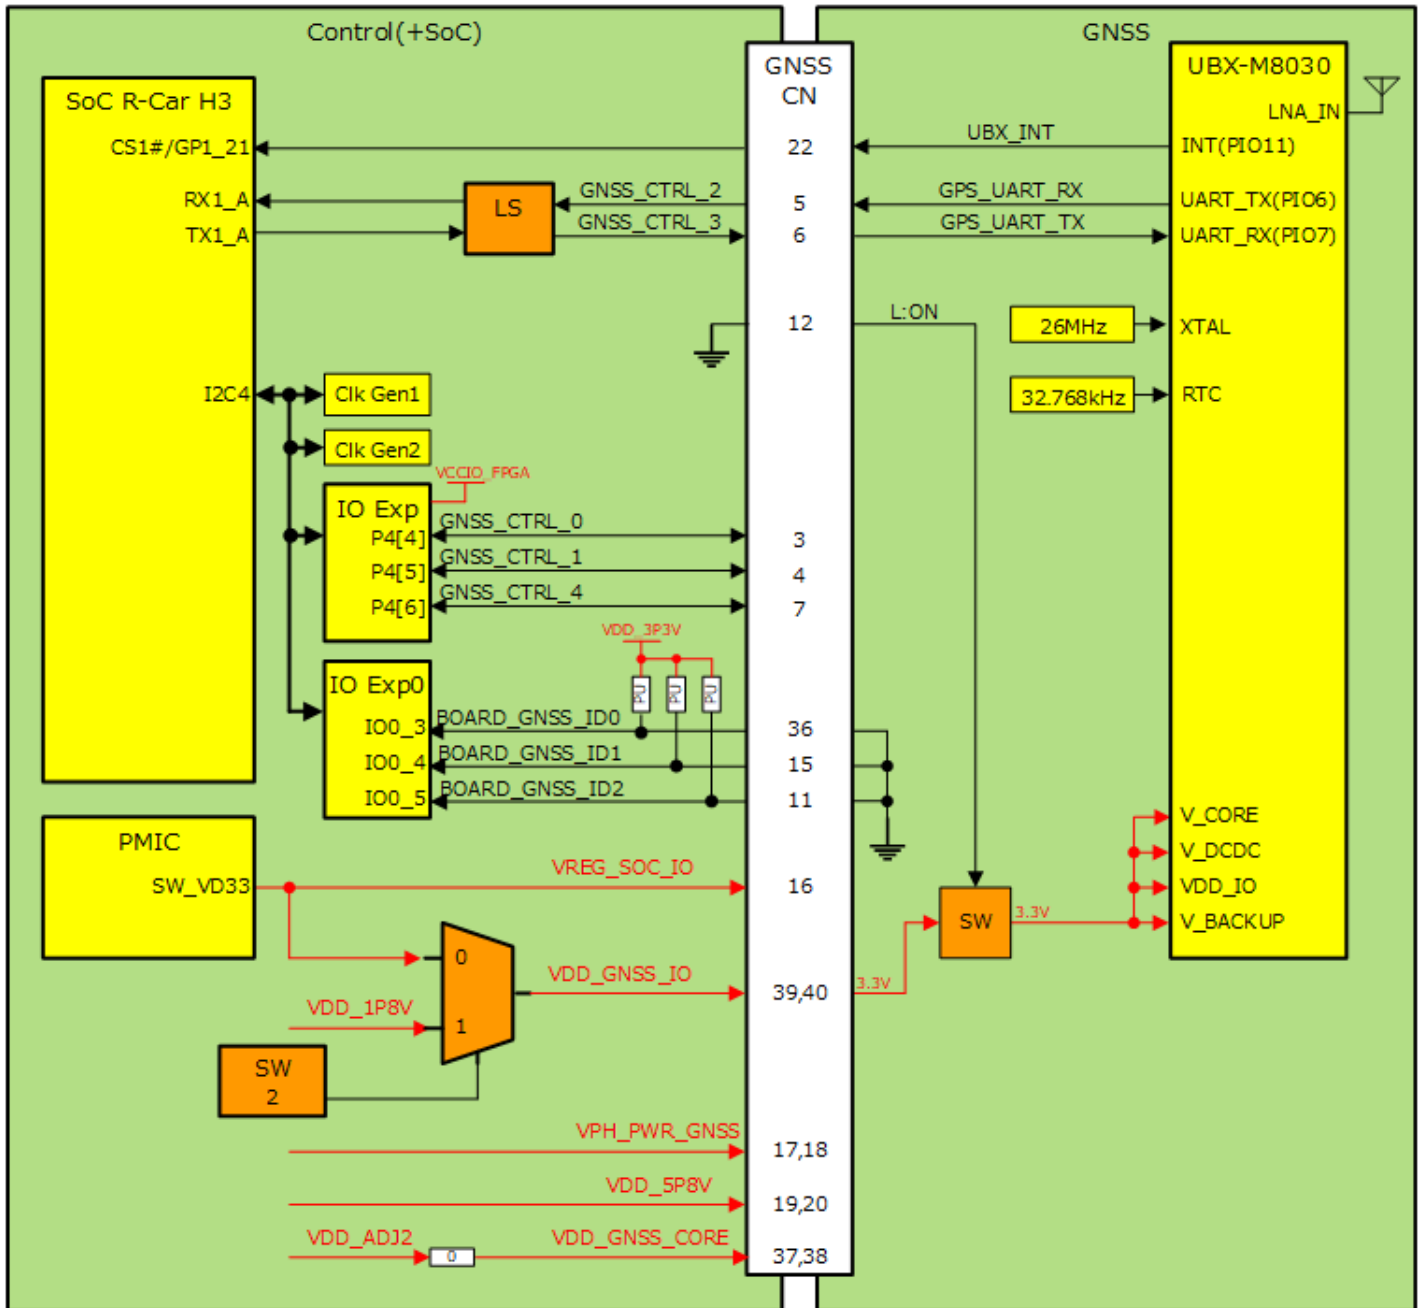 Control(+SoC)
GNSS
SoC R-Car H3
GNSS
CN
UBX-M8030
LNA_IN
CS1#/GP1_21
22
UBX_INT
INT(PIO11)
RX1_A
LS
GNSS_CTRL_2
5
GPS_UART_RX
UART_TX(PIO6)
TX1_A
GNSS_CTRL_3
6
GPS_UART_TX
UART_RX(PIO7)
12
L:ON
26MHz
XTAL
I2C4
Clk Gen1
32.768kHz
RTC
Clk Gen2
VCCIO_FPGA
IO Exp
P4[4]
GNSS_CTRL_0
3
P4[5]
GNSS_CTRL_1
4
P4[6]
GNSS_CTRL_4
7
VDD_3P3V
PU
PU
PU
IO Exp0
IO0_3
BOARD_GNSS_ID0
36
IO0_4
BOARD_GNSS_ID1
15
IO0_5
BOARD_GNSS_ID2
11
PMIC
SW_VD33
VREG_SOC_IO
16
V_CORE
V_DCDC
VDD_IO
V_BACKUP
SW
3.3V
0
VDD_GNSS_IO
39,40
3.3V
VDD_1P8V
1
SW
2
VPH_PWR_GNSS
17,18
VDD_5P8V
19,20
VDD_ADJ2
0
VDD_GNSS_CORE
37,38